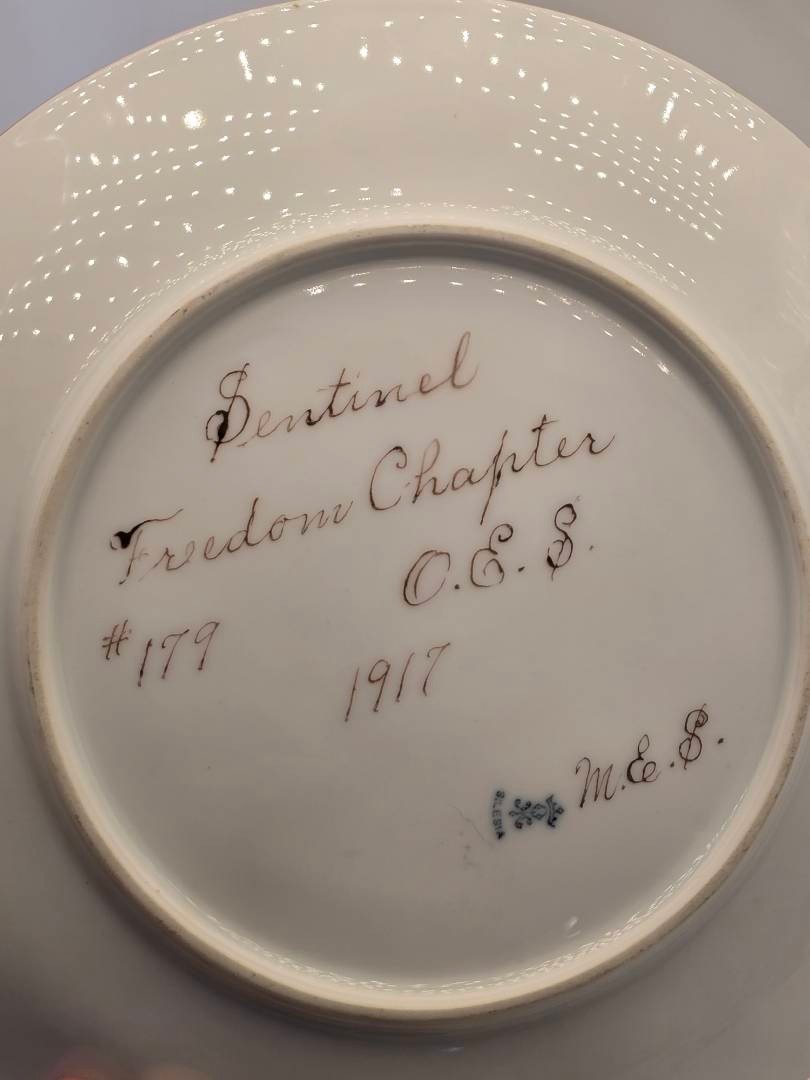 Sentinel
Freedom Chapter
O.E.S.
#179
1917
M.E.S.
SILESIA